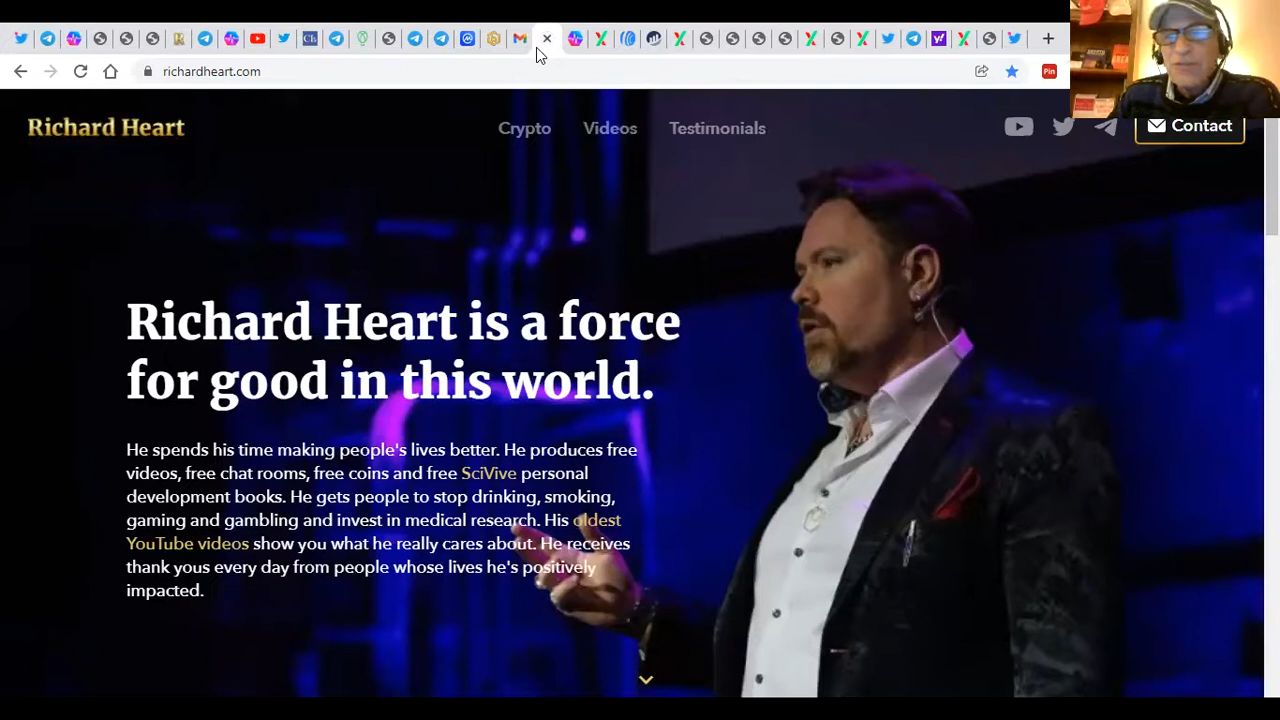 richardheart.com
Pin
Richard Heart
Crypto
Videos
Testimonials
Contact
Richard Heart is a force
for good in this world.
He spends his time making people's lives better. He produces free
videos, free chat rooms, free coins and free SciVive personal
development books. He gets people to stop drinking, smoking,
gaming and gambling and invest in medical research. His oldest
YouTube videos show you what he really cares about. He receives
thank yous every day from people whose lives he's positively
impacted.